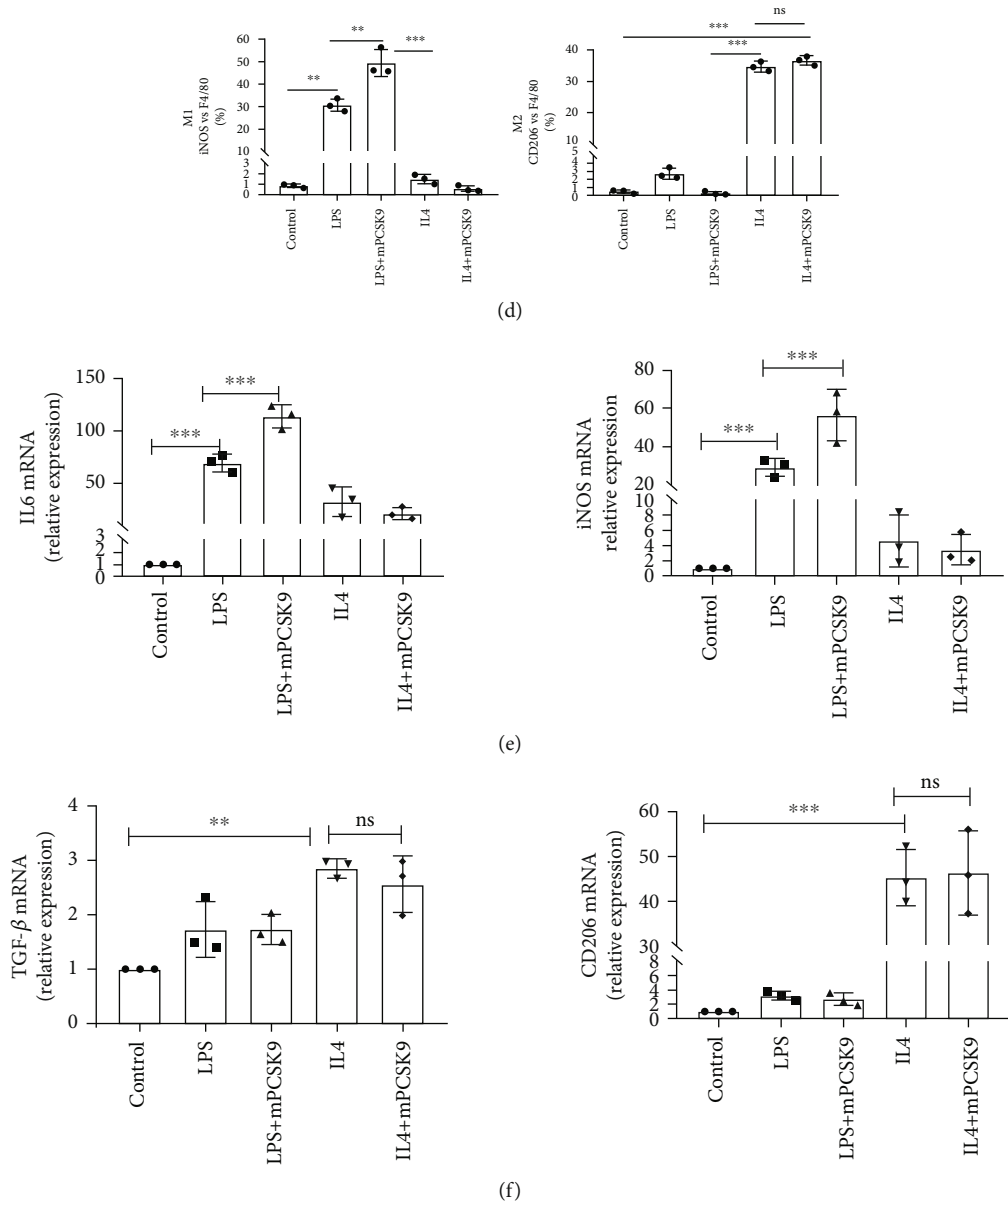 M1
iNOS vs F4/80
(%)
60
50
40
30
20
10
3
2
1
0
**
**
***
Control
LPS
LPS+mPCSK9
IL4
IL4+mPCSK9
M2
CD206 vs F4/80
(%)
40
30
20
10
5
4
3
2
1
0
***
***
ns
Control
LPS
LPS+mPCSK9
IL4
IL4+mPCSK9
(d)
IL6 mRNA
(relative expression)
150
100
50
3
2
1
0
***
***
Control
LPS
LPS+mPCSK9
IL4
IL4+mPCSK9
iNOS mRNA
relative expression
80
60
40
20
10
8
6
4
2
0
***
***
Control
LPS
LPS+mPCSK9
IL4
IL4+mPCSK9
(e)
TGF-β mRNA
(relative expression)
4
3
2
1
0
**
ns
Control
LPS
LPS+mPCSK9
IL4
IL4+mPCSK9
CD206 mRNA
(relative expression)
60
50
40
30
8
6
4
2
0
***
ns
Control
LPS
LPS+mPCSK9
IL4
IL4+mPCSK9
(f)